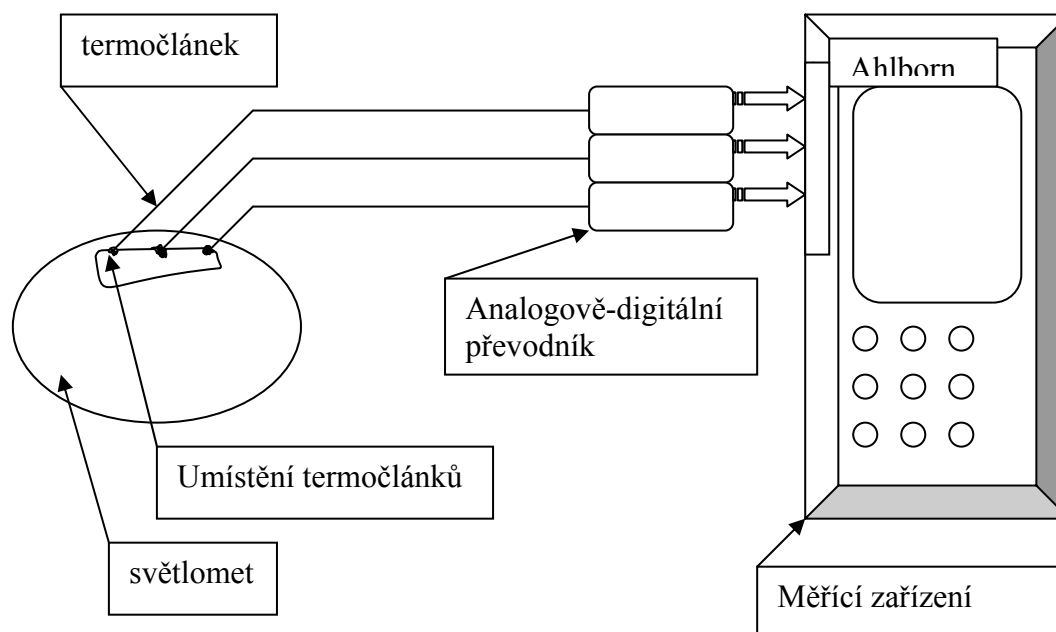 termočlánek
Ahlborn
Analogově-digitální
převodník
Umístění termočlánků
světlomet
Měřící zařízení